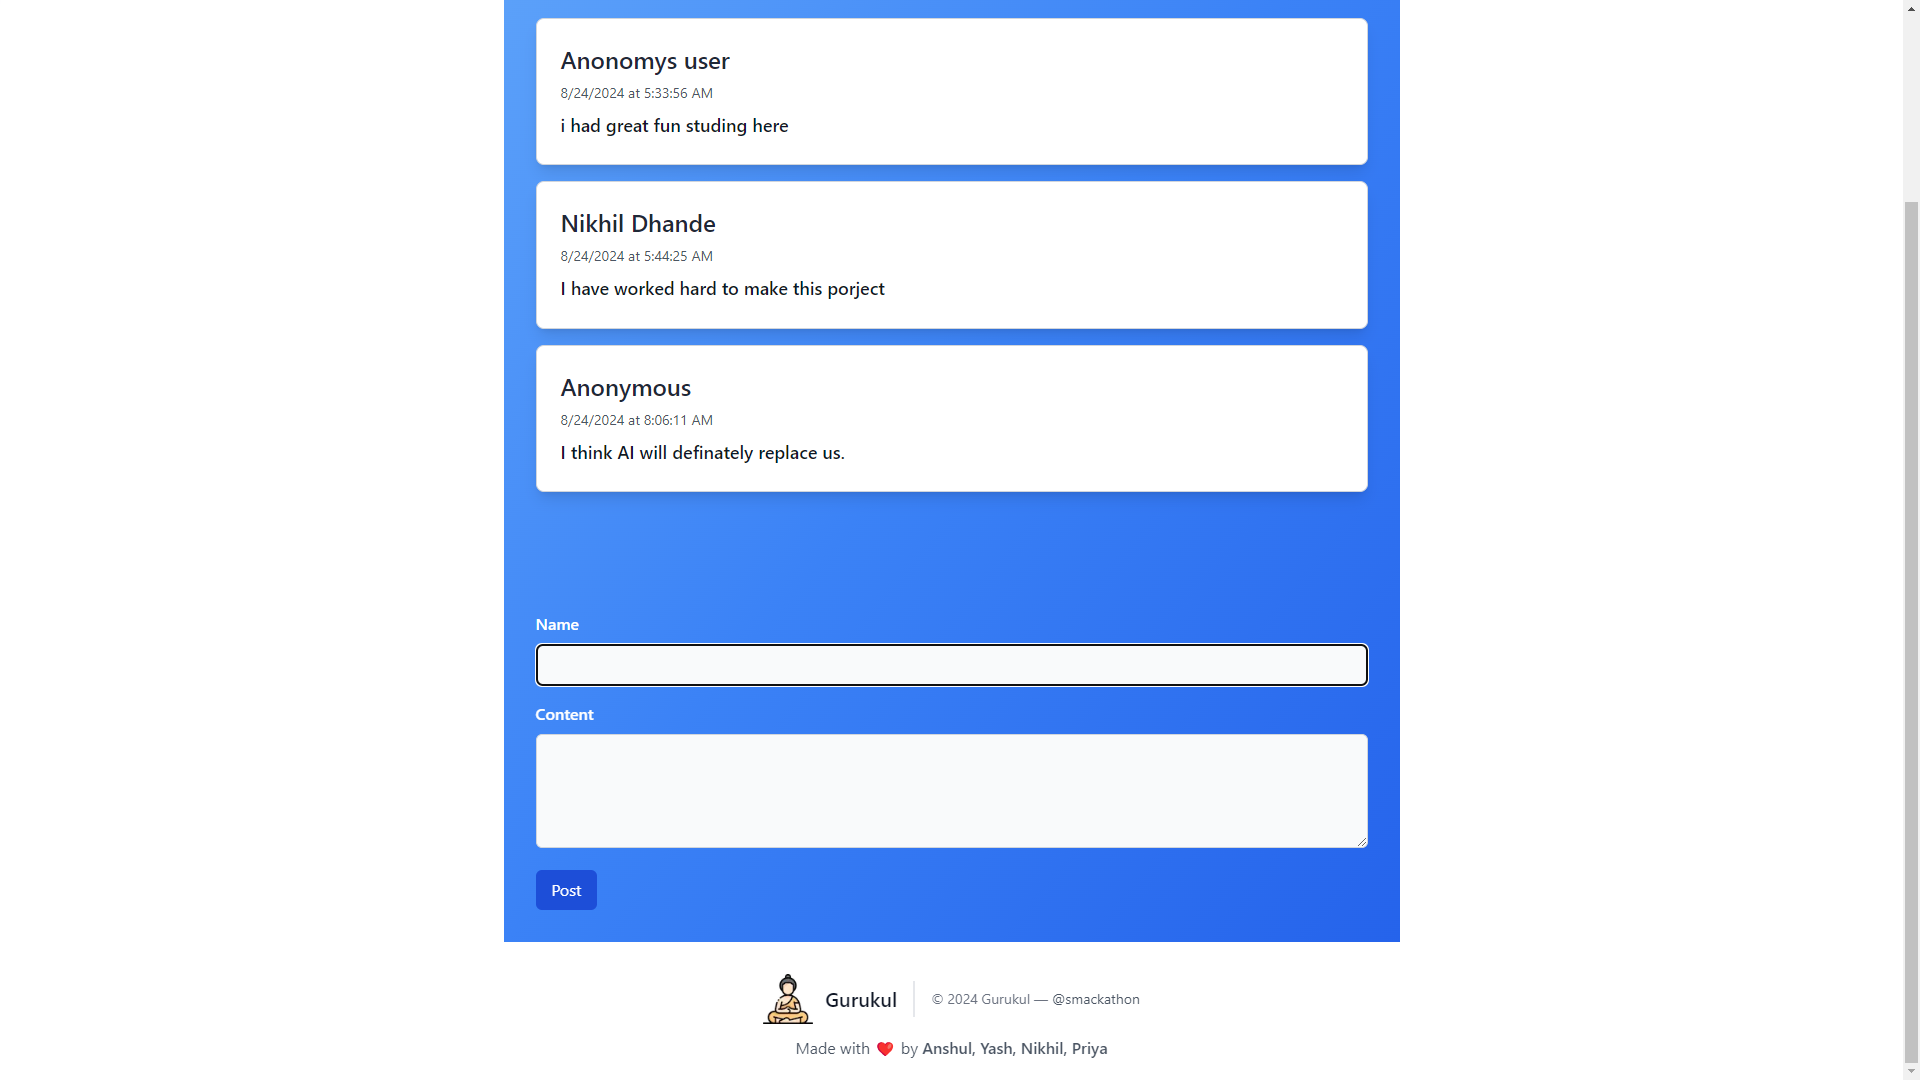 Anonomys user
8/24/2024 at 5:33:56 AM
i had great fun studing here
Nikhil Dhande
8/24/2024 at 5:44:25 AM
I have worked hard to make this porject
Anonymous
8/24/2024 at 8:06:11 AM
I think AI will definately replace us.
Name
Content
Post
Gurukul
© 2024 Gurukul — @smackathon
Made with ❤️ by Anshul, Yash, Nikhil, Priya